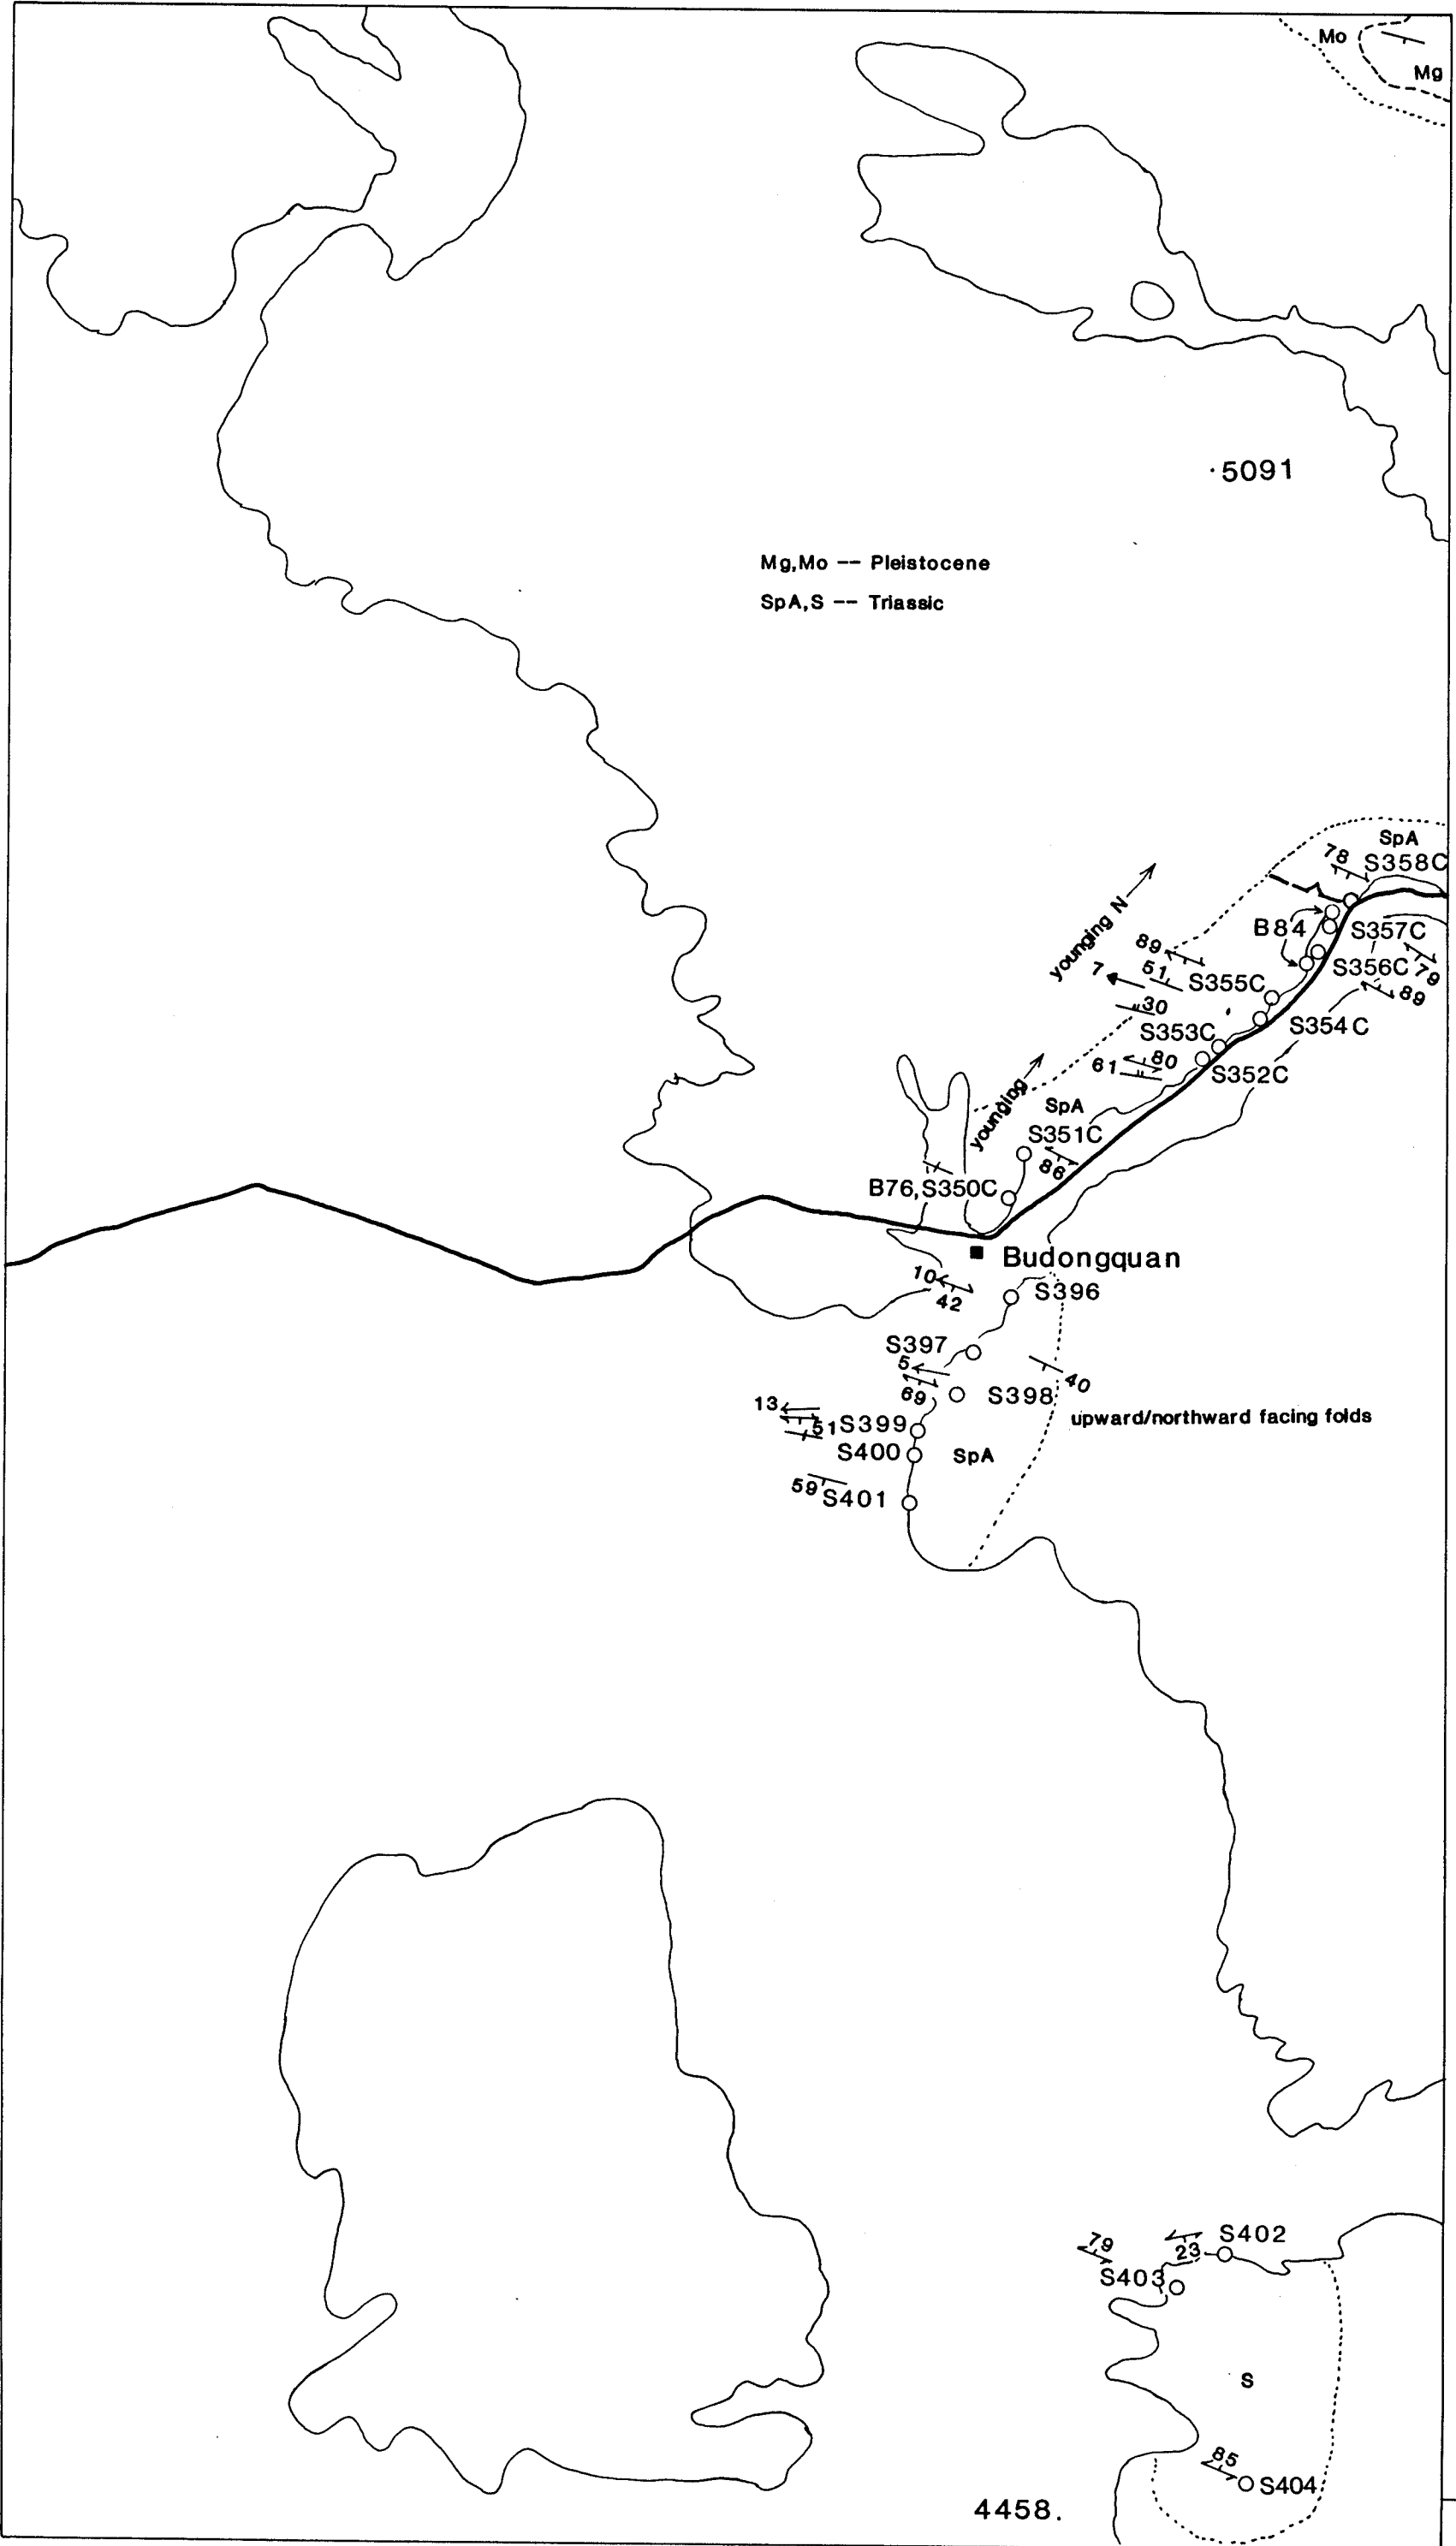 Mo
Mg
·5091
Mg,Mo -- Pleistocene
SpA,S -- Triassic
SpA
78
S358C
younging N
B84
S357C
89
S356C
79
7
51
S355C
89
30
S353C
S354C
61
80
S352C
younging
SpA
S351C
86
B76,S350C
Budongquan
10
42
S396
S397
5
40
69
S398
13
upward/northward facing folds
51
S399
S400
SpA
59
S401
79
23
S402
S403
S
85
S404
4458.